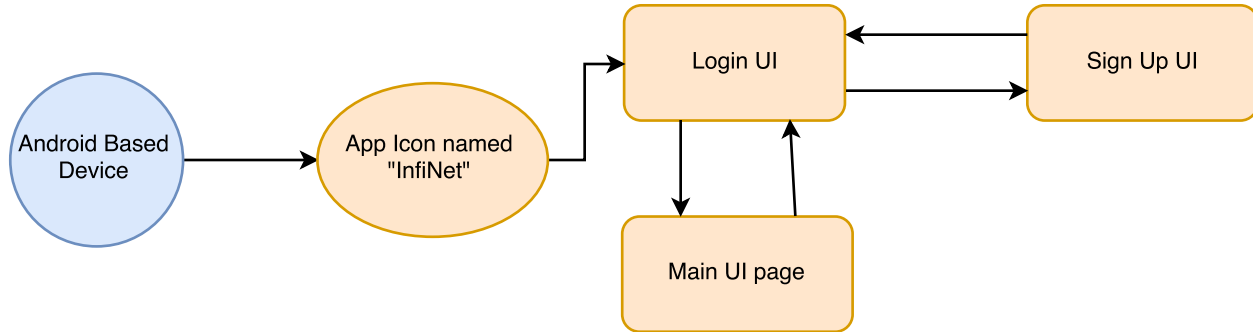 Android Based
Device
App Icon named
"InfiNet"
Login UI
Sign Up UI
Main UI page